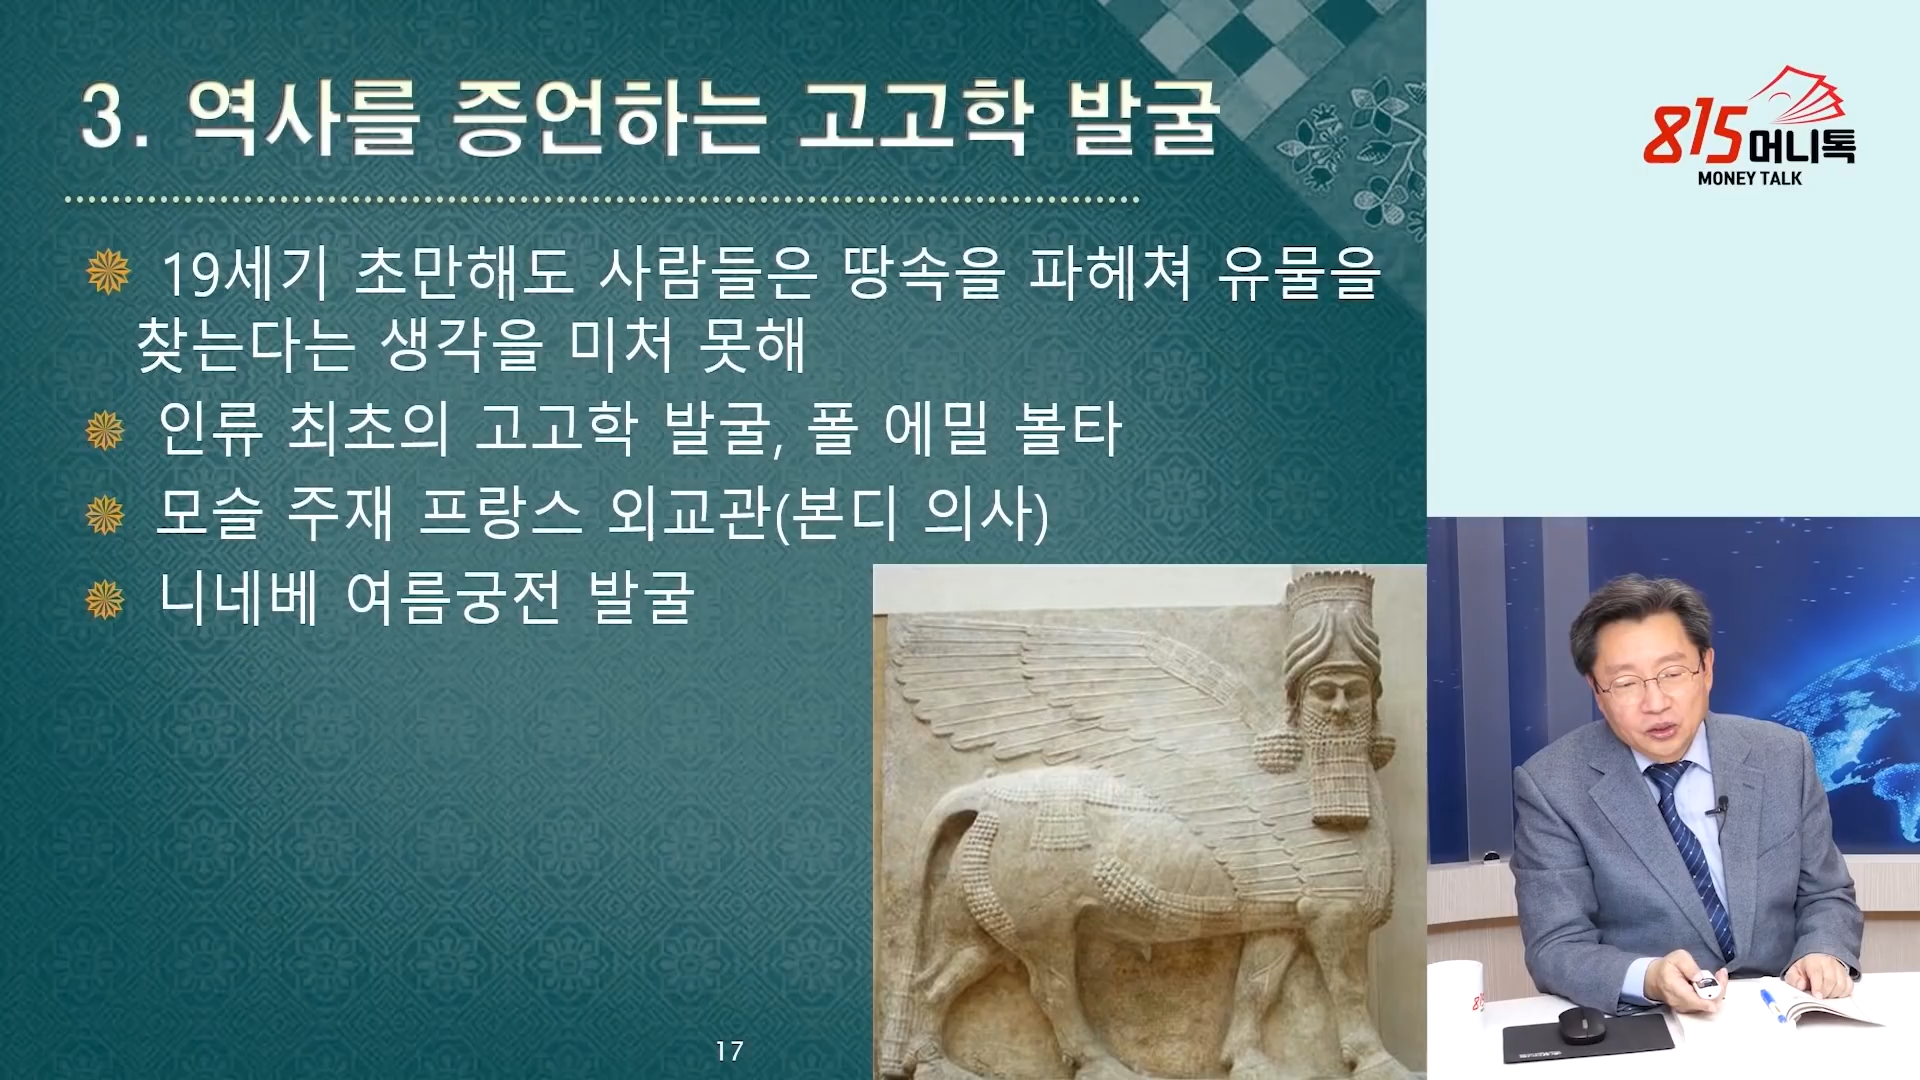 3. 역사를 증언하는 고고학 발굴
19세기 초만해도 사람들은 땅속을 파헤쳐 유물을
찾는다는 생각을 미처 못해
인류 최초의 고고학 발굴, 폴 에밀 볼타
모슬 주재 프랑스 외교관(본디 의사)
니네베 여름궁전 발굴
17
815머니톡
MONEY TALK